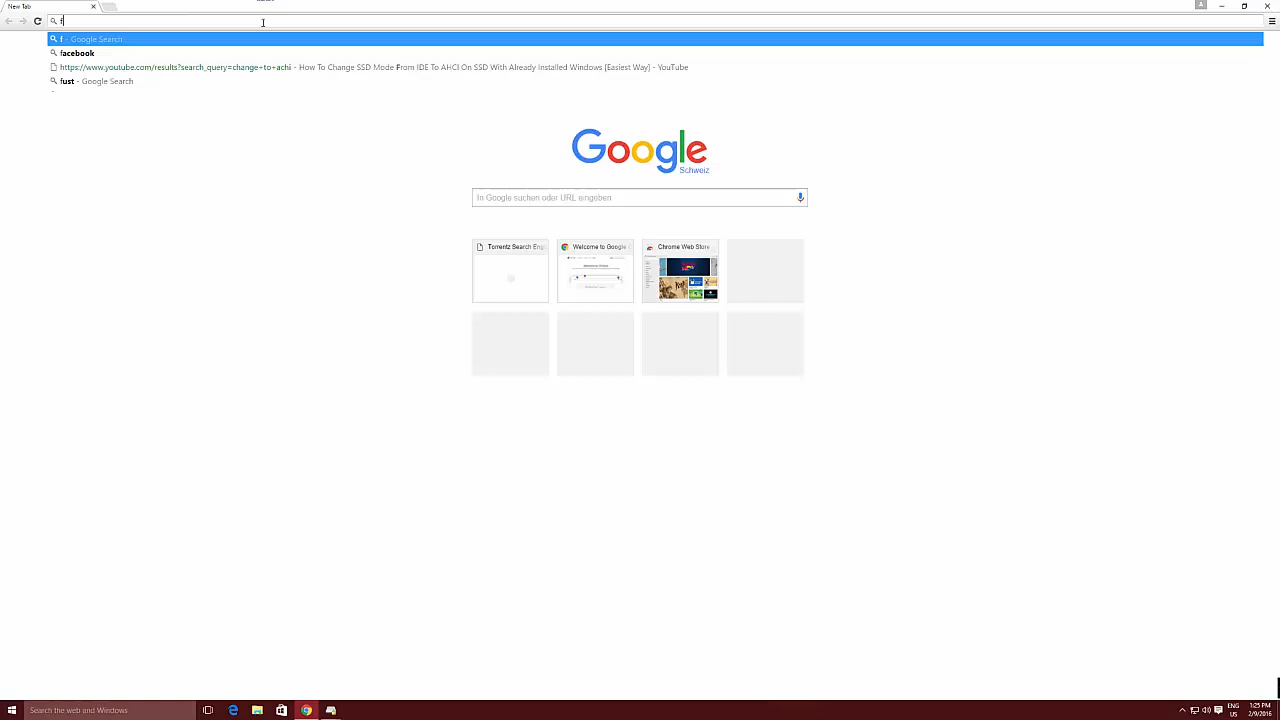 New Tab
f
f - Google Search
facebook
https://www.youtube.com/results?search_query=change+to+achi - How To Change SSD Mode From IDE To AHCI On SSD With Already Installed Windows [Easiest Way] - YouTube
fust - Google Search
Google
Schweiz
In Google suchen oder URL eingeben
Torrentz Search Eng
Welcome to Google
Chrome Web Store
Search the web and Windows
ENG
US
1:25 PM
2/9/2016